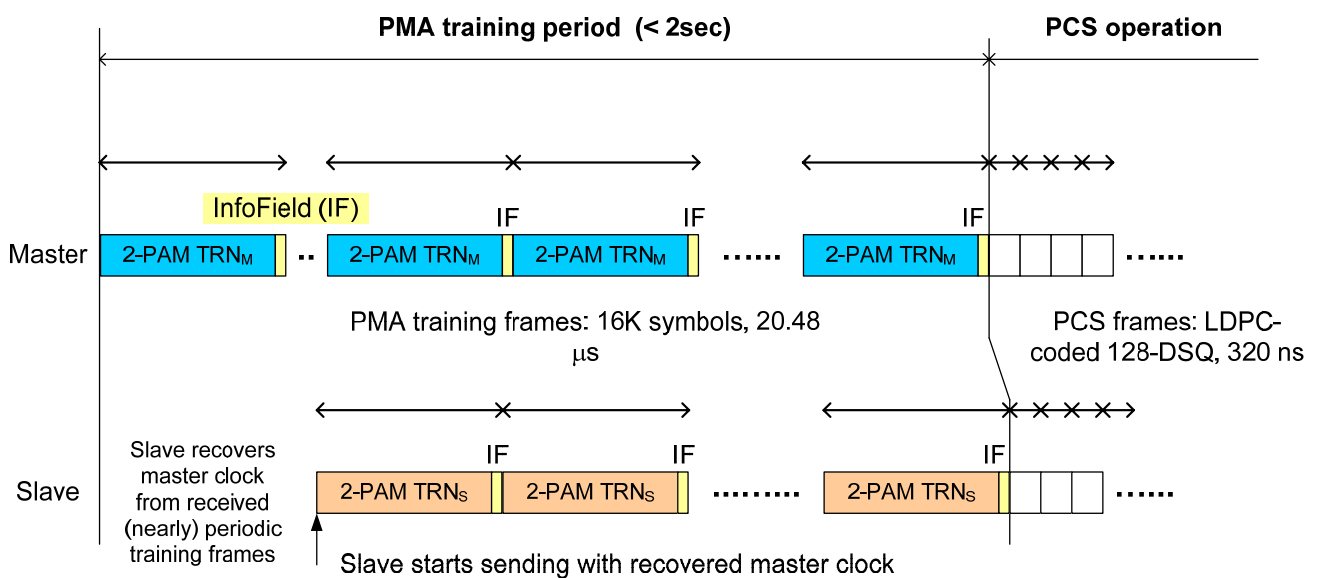 PMA training period (< 2sec)
PCS operation
InfoField (IF)
IF
IF
IF
Master
2-PAM TRNM
··
2-PAM TRNM
2-PAM TRNM
······
2-PAM TRNM
······
PMA training frames: 16K symbols, 20.48
μs
PCS frames: LDPC-
coded 128-DSQ, 320 ns
Slave recovers
master clock
from received
(nearly) periodic
training frames
IF
IF
IF
Slave
2-PAM TRNS
2-PAM TRNS
·········
2-PAM TRNS
······
Slave starts sending with recovered master clock